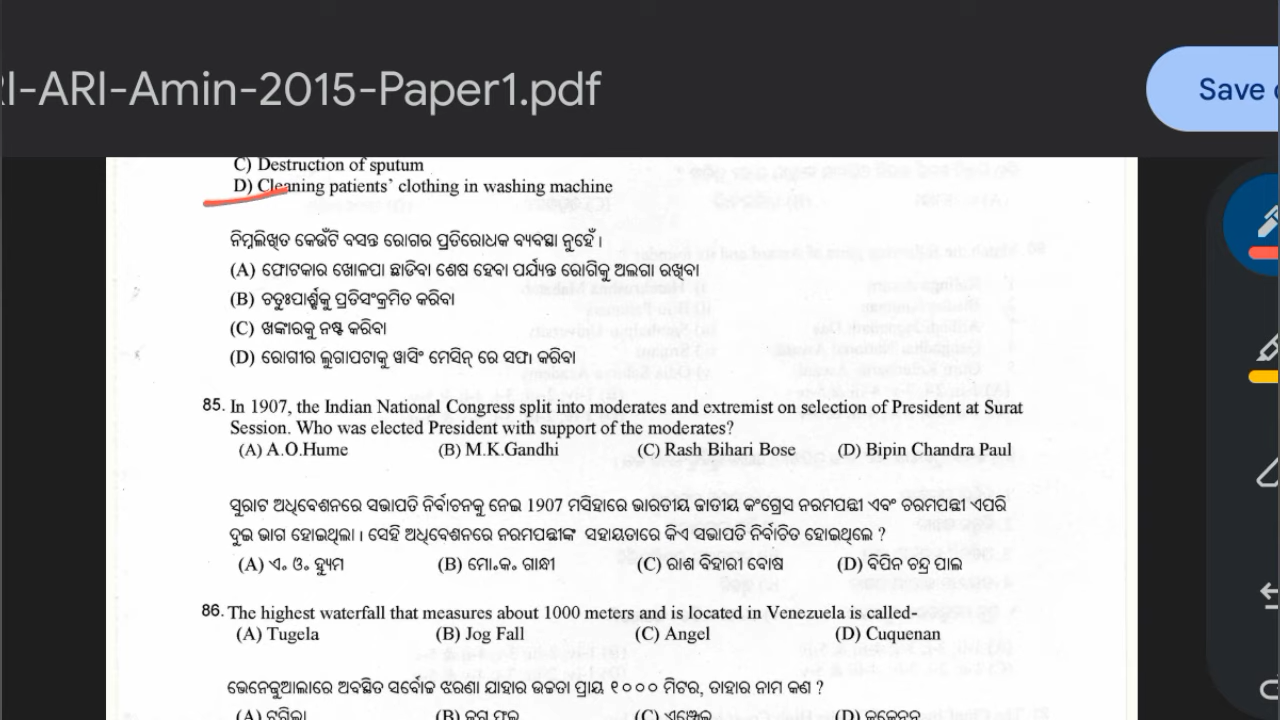 I-ARI-Amin-2015-Paper1.pdf
Save
C) Destruction of sputum
D) Cleaning patients’ clothing in washing machine
ନିମ୍ନଲିଖିତ କେଉଁଟି ବସନ୍ତ ରୋଗର ପ୍ରତିରୋଧକ ବ୍ୟବସ୍ଥା ନୁହେଁ।
(A) ଫୋଟକାର ଖୋଳପା ଛାଡିବା ଶେଷ ହେବା ପର୍ଯ୍ୟନ୍ତ ରୋଗିକୁ ଅଲଗା ରଖିବା
(B) ଚତୁଃପାର୍ଶ୍ଵକୁ ପ୍ରତିସଂକ୍ରମିତ କରିବା
(C) ଖଙ୍କାରକୁ ନଷ୍ଟ କରିବା
(D) ରୋଗୀର ଲୁଗାପଟାକୁ ୱାସିଂ ମେସିନ୍ ରେ ସଫା କରିବା
85. In 1907, the Indian National Congress split into moderates and extremist on selection of President at Surat
Session. Who was elected President with support of the moderates?
(A) A.O.Hume (B) M.K.Gandhi (C) Rash Bihari Bose (D) Bipin Chandra Paul
ସୁରାଟ ଅଧିବେଶନରେ ସଭାପତି ନିର୍ବାଚନକୁ ନେଇ 1907 ମସିହାରେ ଭାରତୀୟ ଜାତୀୟ କଂଗ୍ରେସ ନରମପନ୍ଥୀ ଏବଂ ଚରମପନ୍ଥୀ ଏପରି
ଦୁଇ ଭାଗ ହୋଇଥିଲା। ସେହି ଅଧିବେଶନରେ ନରମପନ୍ଥୀଙ୍କ ସହାୟତାରେ କିଏ ସଭାପତି ନିର୍ବାଚିତ ହୋଇଥିଲେ ?
(A) ଏ॰ ଓ॰ ହ୍ୟୁମ (B) ମୋ॰କ॰ ଗାନ୍ଧୀ (C) ରାଶ ବିହାରୀ ବୋଷ (D) ବିପିନ ଚନ୍ଦ୍ର ପାଲ
86. The highest waterfall that measures about 1000 meters and is located in Venezuela is called-
(A) Tugela (B) Jog Fall (C) Angel (D) Cuquenan
ଭେନେଜୁଆଲାରେ ଅବସ୍ଥିତ ସର୍ବୋଚ୍ଚ ଝରଣା ଯାହାର ଉଚ୍ଚତା ପ୍ରାୟ ୧୦୦୦ ମିଟର, ତାହାର ନାମ କଣ ?
(A) (B) (C) (D)